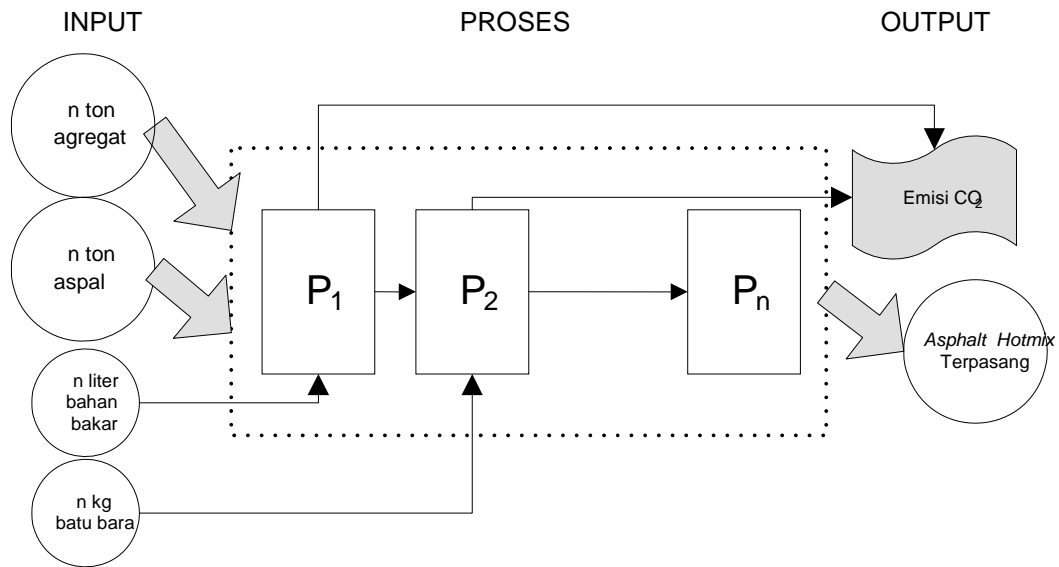 INPUT
PROSES
OUTPUT
n ton
agregat
n ton
aspal
n liter
bahan
bakar
n kg
batu bara
P1
P2
Pn
Emisi CO2
Asphalt Hotmix
Terpasang